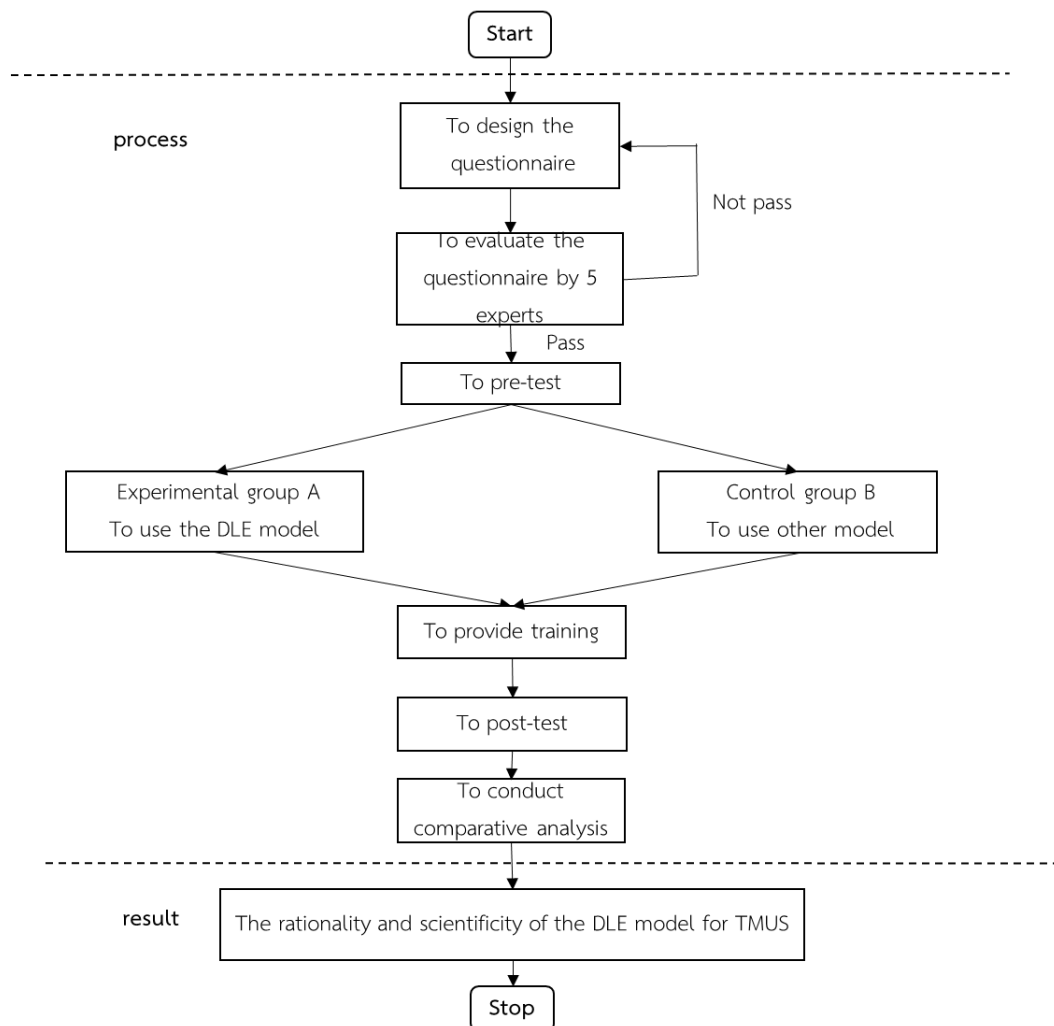 Start
process
To design the
questionnaire
Not pass
To evaluate the
questionnaire by 5
experts
Pass
To pre-test
Experimental group A
To use the DLE model
Control group B
To use other model
To provide training
To post-test
To conduct
comparative analysis
result
The rationality and scientificity of the DLE model for TMUS
Stop